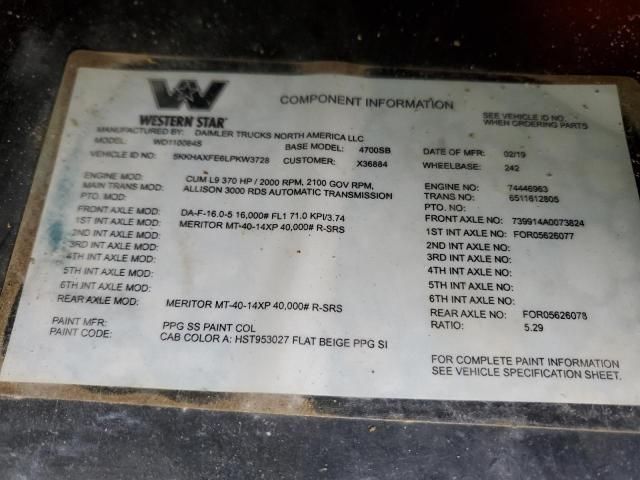 WESTERN STAR
COMPONENT INFORMATION
SEE VEHICLE ID NO.
WHEN ORDERING PARTS
MANUFACTURED BY: DAIMLER TRUCKS NORTH AMERICA LLC
MODEL: WD110064S BASE MODEL: 4700SB DATE OF MFR: 02/19
VEHICLE ID NO: 5KKHAXFE6LPKW3728 CUSTOMER: X36884 WHEELBASE: 242
ENGINE MOD: CUM L9 370 HP / 2000 RPM, 2100 GOV RPM, ENGINE NO: 74446963
MAIN TRANS MOD: ALLISON 3000 RDS AUTOMATIC TRANSMISSION TRANS NO: 6511612805
PTO. MOD: PTO. NO:
FRONT AXLE MOD: DA-F-16.0-5 16,000# FL1 71.0 KPI/3.74 FRONT AXLE NO: 739914A0073824
1ST INT AXLE MOD: MERITOR MT-40-14XP 40,000# R-SRS 1ST INT AXLE NO: FOR05626077
2ND INT AXLE MOD: 2ND INT AXLE NO:
3RD INT AXLE MOD: 3RD INT AXLE NO:
4TH INT AXLE MOD: 4TH INT AXLE NO:
5TH INT AXLE MOD: 5TH INT AXLE NO:
6TH INT AXLE MOD: 6TH INT AXLE NO:
REAR AXLE MOD: MERITOR MT-40-14XP 40,000# R-SRS REAR AXLE NO: FOR05626078
PAINT MFR: PPG SS PAINT COL RATIO: 5.29
PAINT CODE: CAB COLOR A: HST953027 FLAT BEIGE PPG SI
FOR COMPLETE PAINT INFORMATION
SEE VEHICLE SPECIFICATION SHEET.